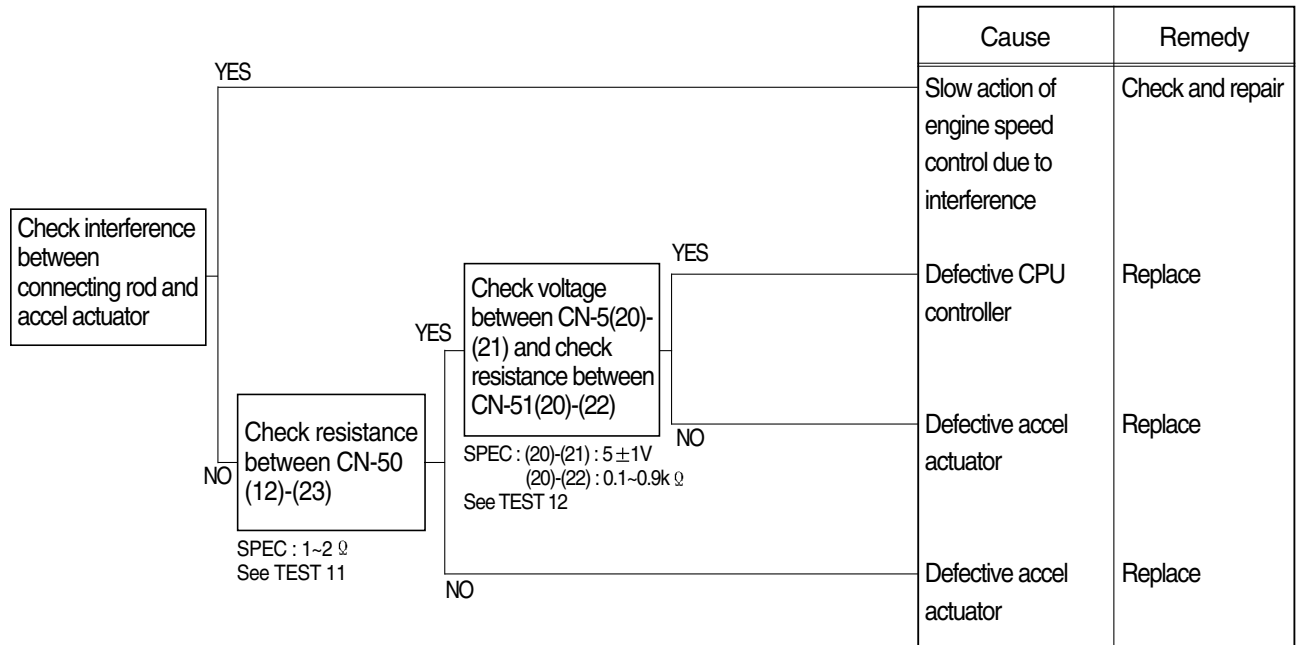 Cause
Remedy
YES
Slow action of
engine speed
control due to
interference
Check and repair
Check interference
between
connecting rod and
accel actuator
YES
Defective CPU
controller
Replace
Check voltage
between CN-5(20)-
(21) and check
resistance between
CN-51(20)-(22)
YES
NO
SPEC : (20)-(21) : 5±1V
(20)-(22) : 0.1~0.9k Ω
See TEST 12
Defective accel
actuator
Replace
NO
Check resistance
between CN-50
(12)-(23)
SPEC : 1~2 Ω
See TEST 11
NO
Defective accel
actuator
Replace